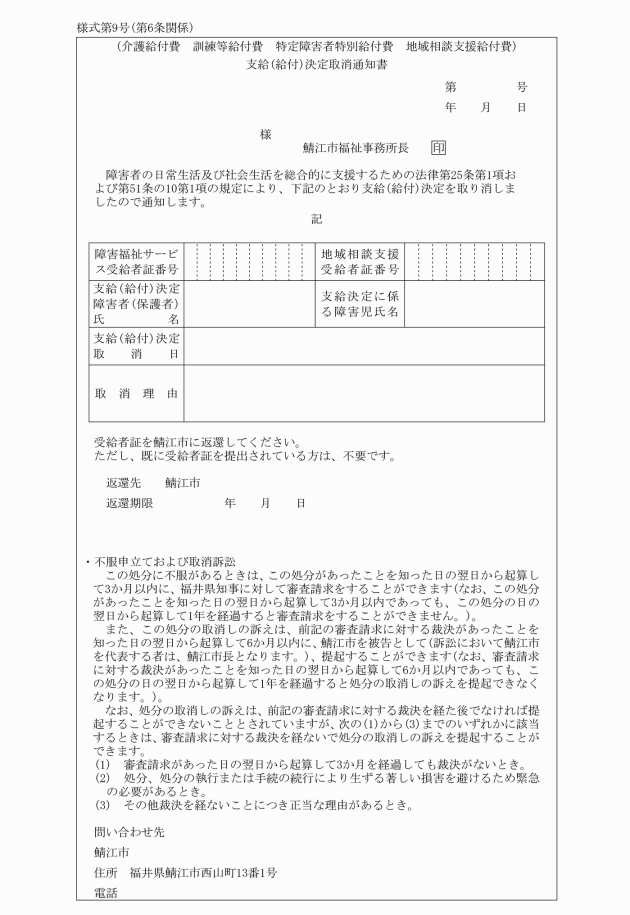 様式第9号(第6条関係)
(介護給付費　訓練等給付費　特定障害者特別給付費　地域相談支援給付費)
支給(給付)決定取消通知書
第　　　　　号
年　　月　　日
様
鯖江市福祉事務所長　印
障害者の日常生活及び社会生活を総合的に支援するための法律第25条第1項お
よび第51条の10第1項の規定により、下記のとおり支給(給付)決定を取り消しま
したので通知します。
記
障害福祉サービ
ス受給者証番号
地域相談支援
受給者証番号
支給(給付)決定
障害者(保護者)
氏　　　　　名
支給決定に係
る障害児氏名
支給(給付)決定
取　　消　　日
取　消　理　由
受給者証を鯖江市に返還してください。
ただし、既に受給者証を提出されている方は、不要です。
返還先　　鯖江市
返還期限　　　　　　年　　月　　日
・不服申立ておよび取消訴訟
この処分に不服があるときは、この処分があったことを知った日の翌日から起算し
て3か月以内に、福井県知事に対して審査請求をすることができます(なお、この処分
があったことを知った日の翌日から起算して3か月以内であっても、この処分の日の
翌日から起算して1年を経過すると審査請求をすることができません。)。
また、この処分の取消しの訴えは、前記の審査請求に対する裁決があったことを
知った日の翌日から起算して6か月以内に、鯖江市を被告として(訴訟において鯖江市
を代表する者は、鯖江市長となります。)、提起することができます(なお、審査請求
に対する裁決があったことを知った日の翌日から起算して6か月以内であっても、こ
の処分の日の翌日から起算して1年を経過すると処分の取消しの訴えを提起できなく
なります。)。
なお、処分の取消しの訴えは、前記の審査請求に対する裁決を経た後でなければ提
起することができないこととされていますが、次の(1)から(3)までのいずれかに該当
するときは、審査請求に対する裁決を経ないで処分の取消しの訴えを提起することが
できます。
(1)　審査請求があった日の翌日から起算して3か月を経過しても裁決がないとき。
(2)　処分、処分の執行または手続の続行により生ずる著しい損害を避けるため緊急
の必要があるとき。
(3)　その他裁決を経ないことにつき正当な理由があるとき。
問い合わせ先
鯖江市
住所　福井県鯖江市西山町13番1号
電話